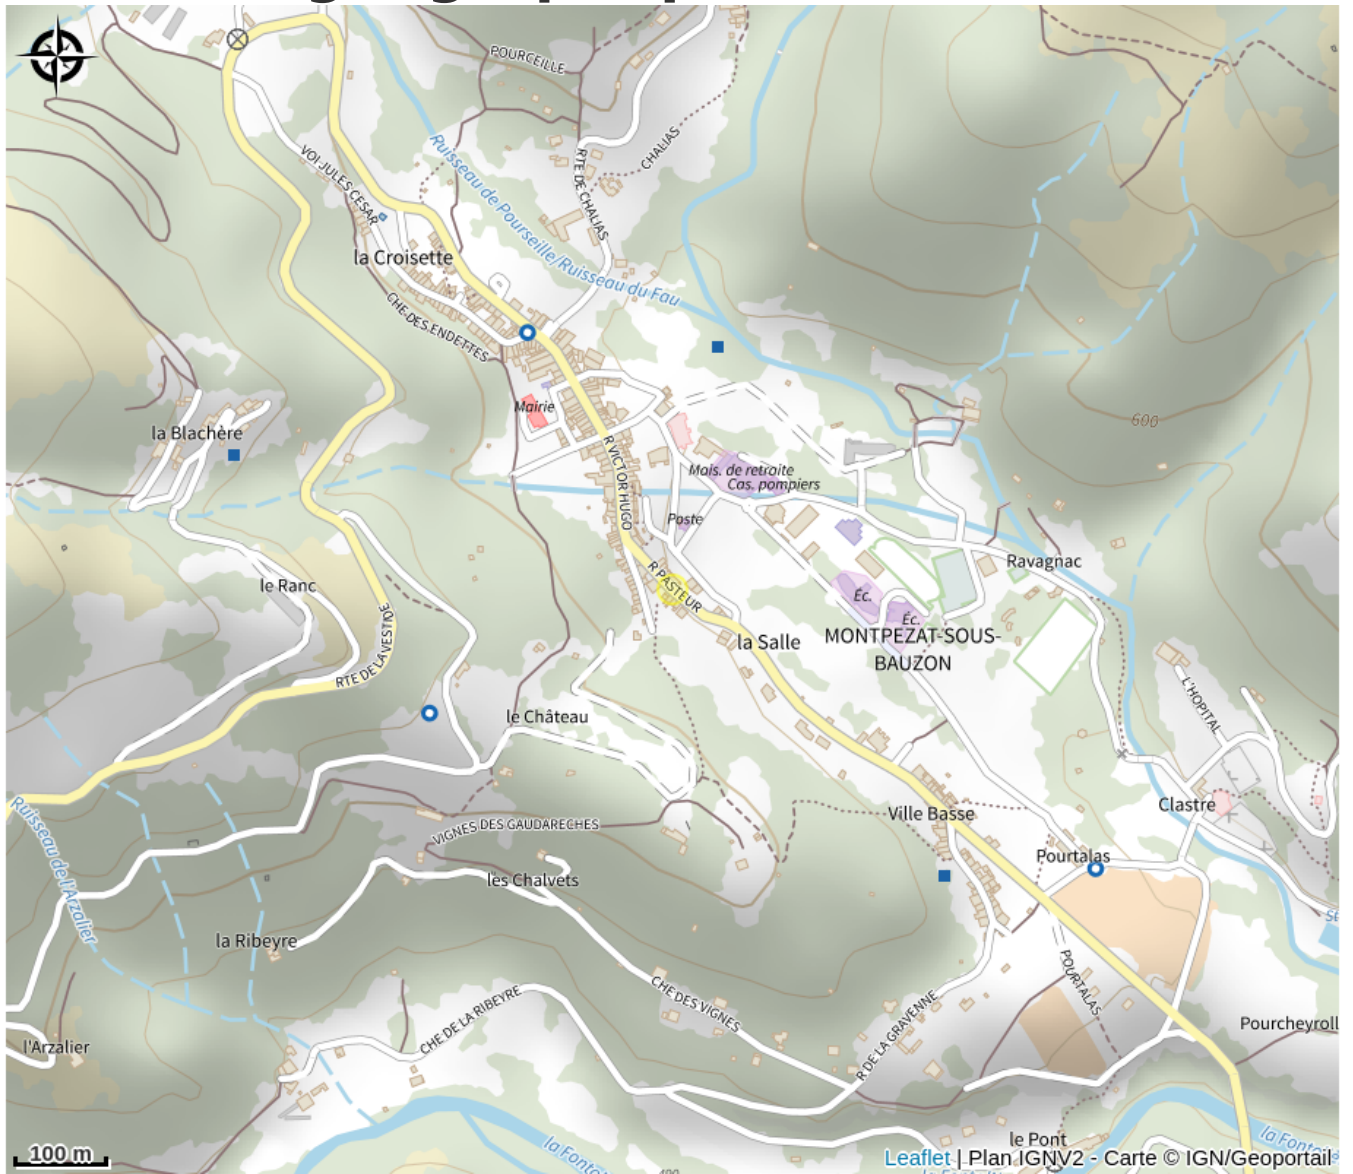 POURCEILLE
CHALIAS
RTE DE CHALIAS
VOI JULES CESAR
Ruisseau de Pourseille/Ruisseau du Fau
la Croisette
CHE DES ENDETTES
Mairie
600
la Blachère
R VICTOR HUGO
Mais. de retraite
Cas. pompiers
Poste
Ravagnac
le Ranc
R PASTEUR
Éc.
Éc.
la Salle
MONTPEZAT-SOUS-
BAUZON
RTE DE LAVESTIDE
L'HOPITAL
le Château
Ruisseau de l'Arzalier
VIGNES DES GAUDARECHES
Ville Basse
Clastre
Pourtalas
les Chalvets
la Ribeyre
POURTALAS
CHE DES VIGNES
CHE DE LA RIBEYRE
R DE LA GRAVENNE
Pourcheyroll
l'Arzalier
la Fonta
le Pont
100 m
Leaflet | Plan IGNV2 - Carte © IGN/Geoportail